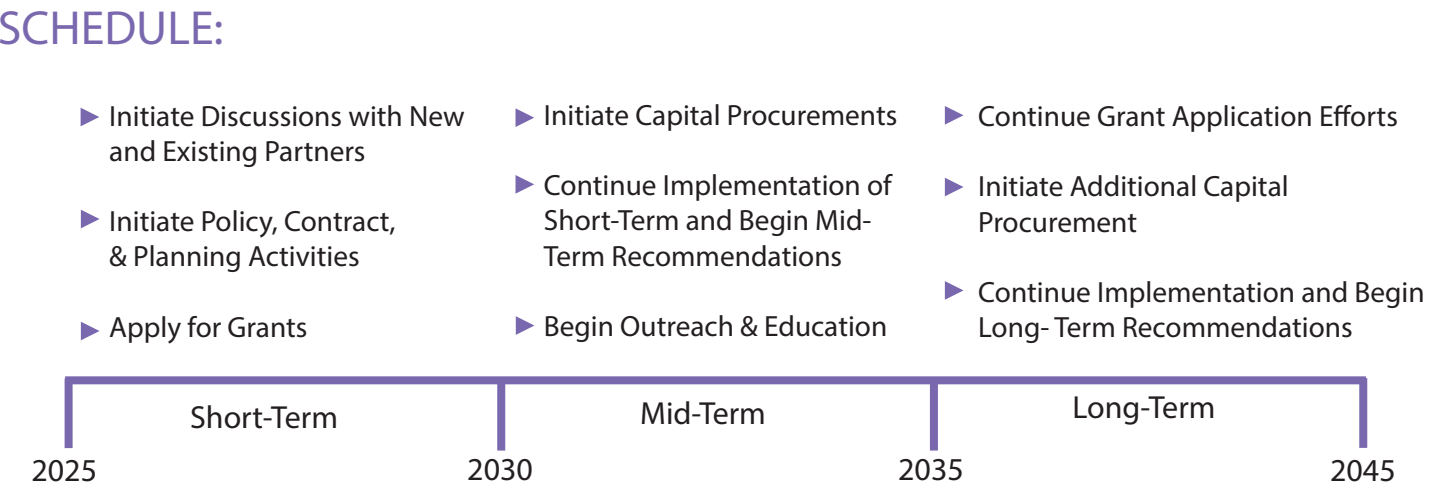 SCHEDULE:
Initiate Discussions with New
and Existing Partners
Initiate Policy, Contract,
& Planning Activities
Apply for Grants
Initiate Capital Procurements
Continue Implementation of
Short-Term and Begin Mid-
Term Recommendations
Begin Outreach & Education
Continue Grant Application Efforts
Initiate Additional Capital
Procurement
Continue Implementation and Begin
Long- Term Recommendations
Short-Term
Mid-Term
Long-Term
2025
2030
2035
2045